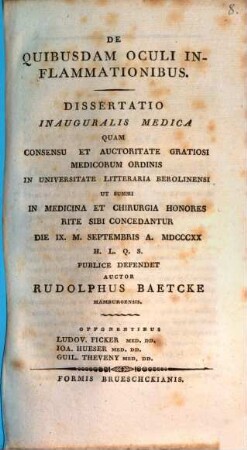 8.
DE
QUIBUSDAM OCULI IN-
FLAMMATIONIBUS.
DISSERTATIO
INAUGURALIS MEDICA
QUAM
CONSENSU ET AUCTORITATE GRATIOSI
MEDICORUM ORDINIS
IN UNIVERSITATE LITTERARIA BEROLINENSI
UT SUMMI
IN MEDICINA ET CHIRURGIA HONORES
RITE SIBI CONCEDANTUR
DIE IX. M. SEPTEMBRIS A. MDCCCXX
H. L. Q. S.
PUBLICE DEFENDET
AUCTOR
RUDOLPHUS BAETCKE
HAMBURGENSIS.
OPPONENTIBUS
LUDOV. FICKER MED. DD.
IOA. HUESER MED. DD.
GUIL. THEVENY MED. DD.
FORMIS BRUESCHCKIANIS.